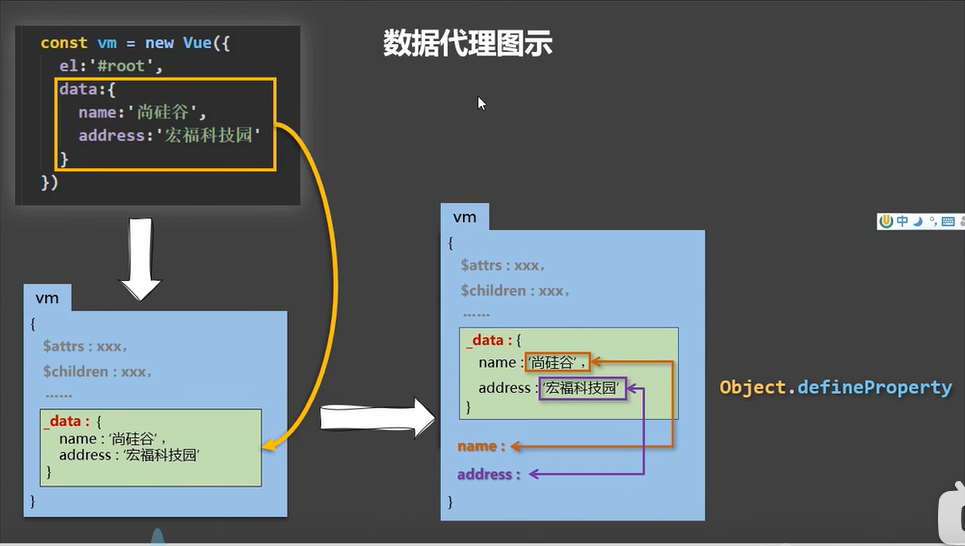 数据代理图示
const vm = new Vue({
el:'#root',
data:{
name:'尚硅谷',
address:'宏福科技园'
}
})
vm
{
$attrs : xxx，
$children : xxx，
……
_data : {
name : ‘尚硅谷’ ，
address : ‘宏福科技园’
}
}
vm
{
$attrs : xxx，
$children : xxx，
……
_data : {
name : ‘尚硅谷’ ，
address : ‘宏福科技园’
}
name :
address :
}
Object.defineProperty
中